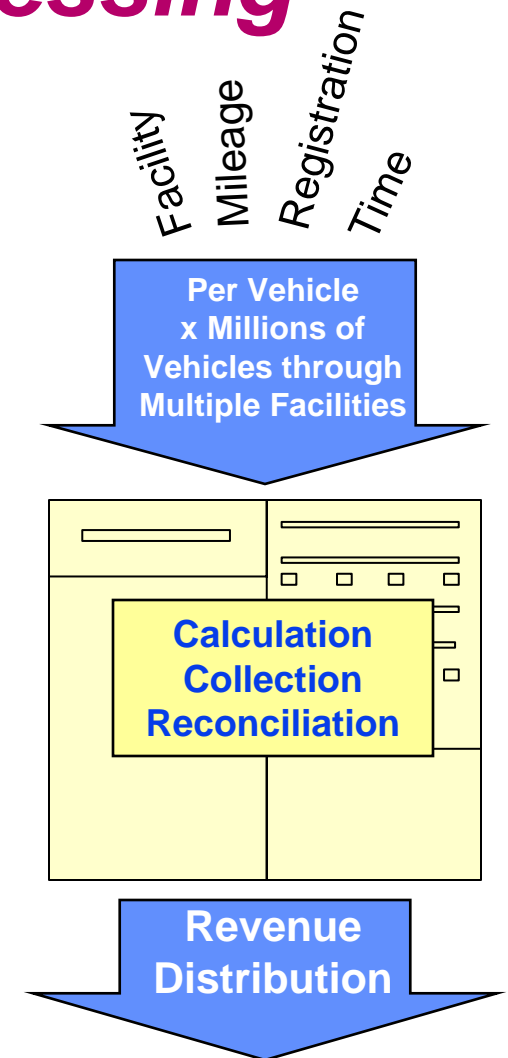 essing
Facility
Mileage
Registration
Time
Per Vehicle
x Millions of
Vehicles through
Multiple Facilities
Calculation
Collection
Reconciliation
Revenue
Distribution